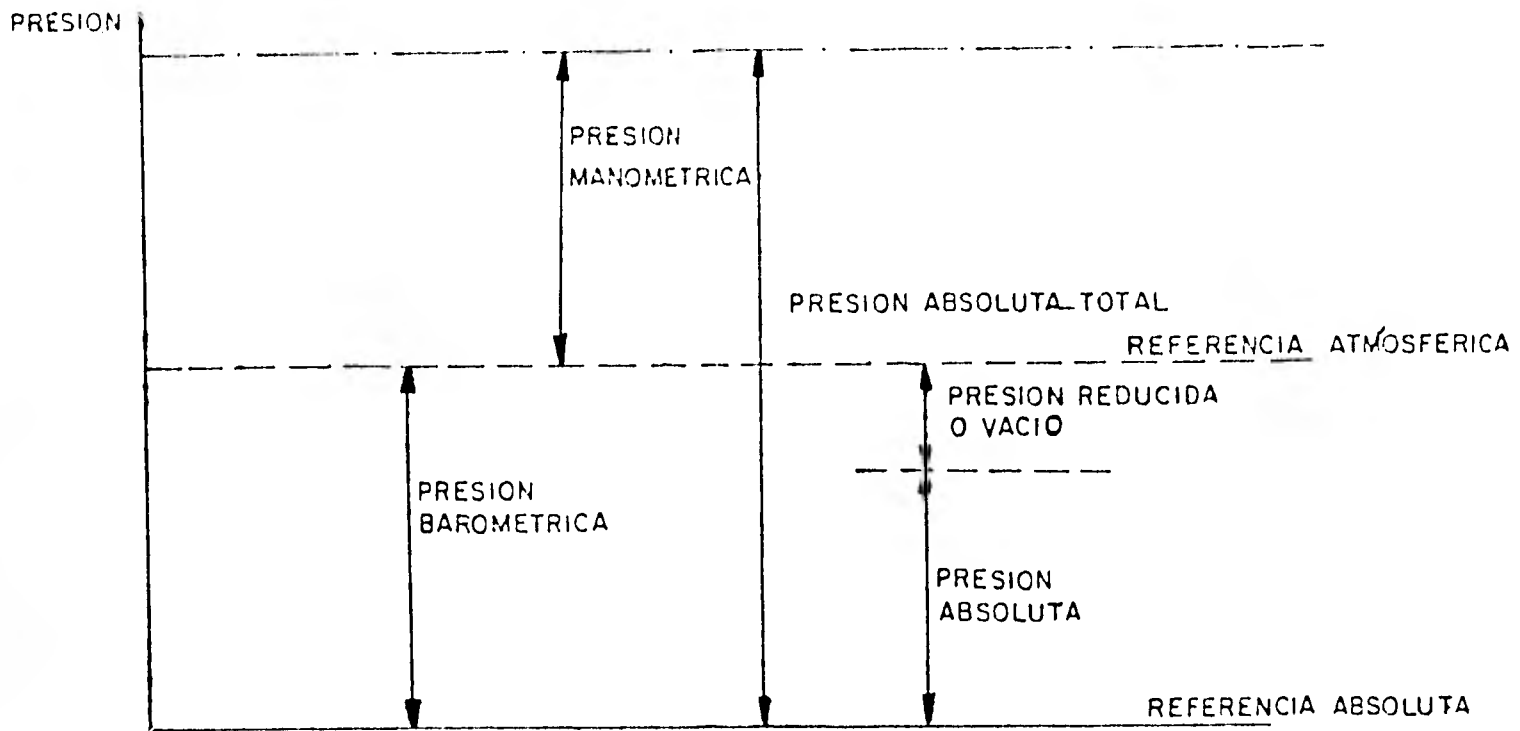 PRESION
PRESION
MANOMETRICA
PRESION ABSOLUTA TOTAL
REFERENCIA ATMOSFERICA
PRESION REDUCIDA
O VACIO
PRESION
BAROMETRICA
PRESION
ABSOLUTA
REFERENCIA ABSOLUTA